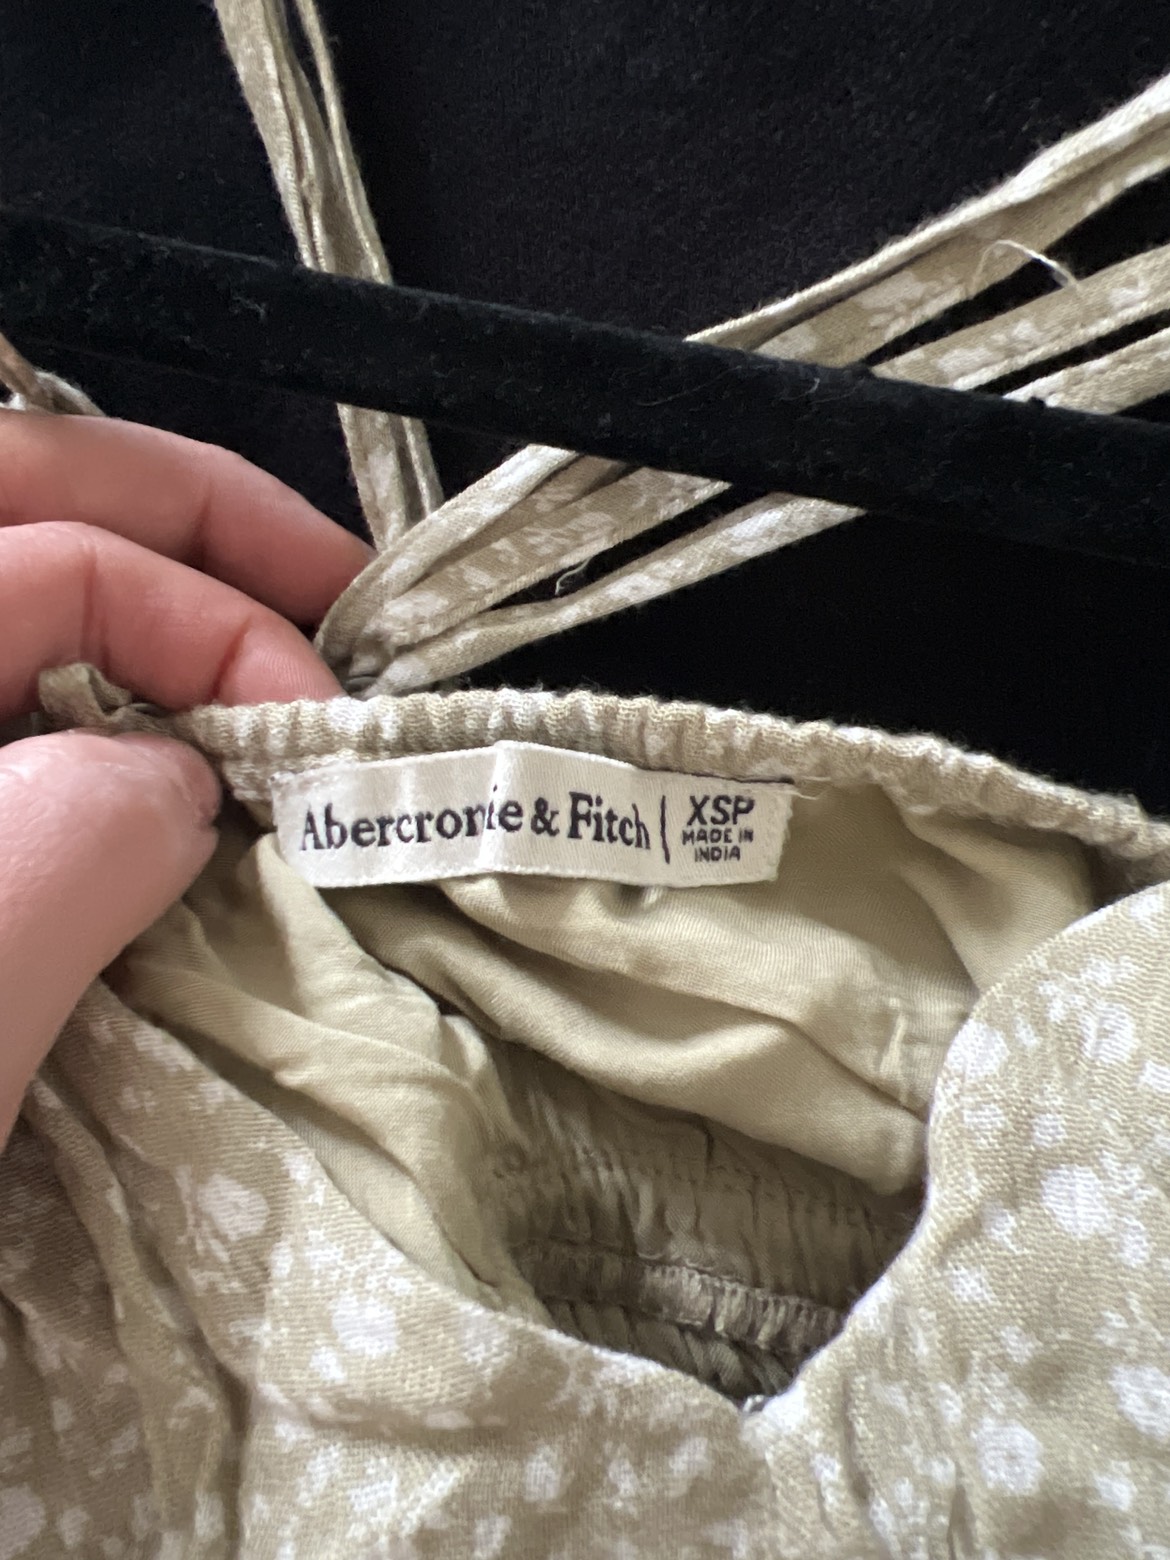 Abercrombie & Fitch | XSP
MADE IN
INDIA